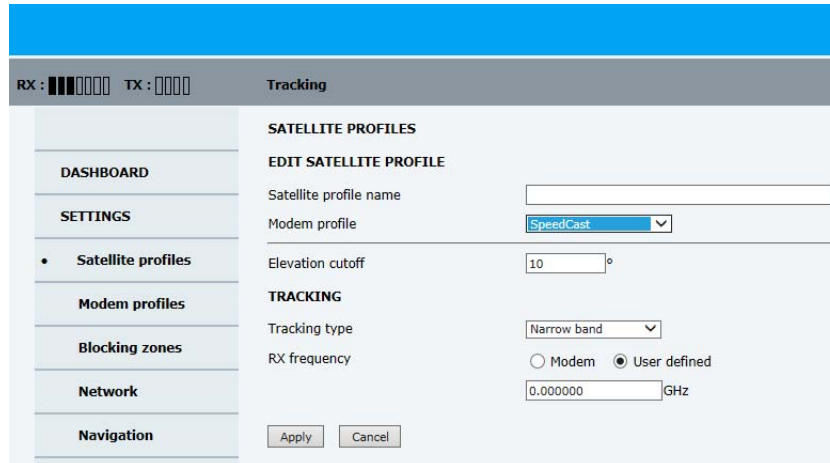 RX : TX : Tracking
SATELLITE PROFILES
EDIT SATELLITE PROFILE
Satellite profile name
Modem profile SpeedCast
Elevation cutoff 10 °
TRACKING
Tracking type Narrow band
RX frequency Modem User defined
0.000000 GHz
Apply Cancel
DASHBOARD
SETTINGS
• Satellite profiles
Modem profiles
Blocking zones
Network
Navigation